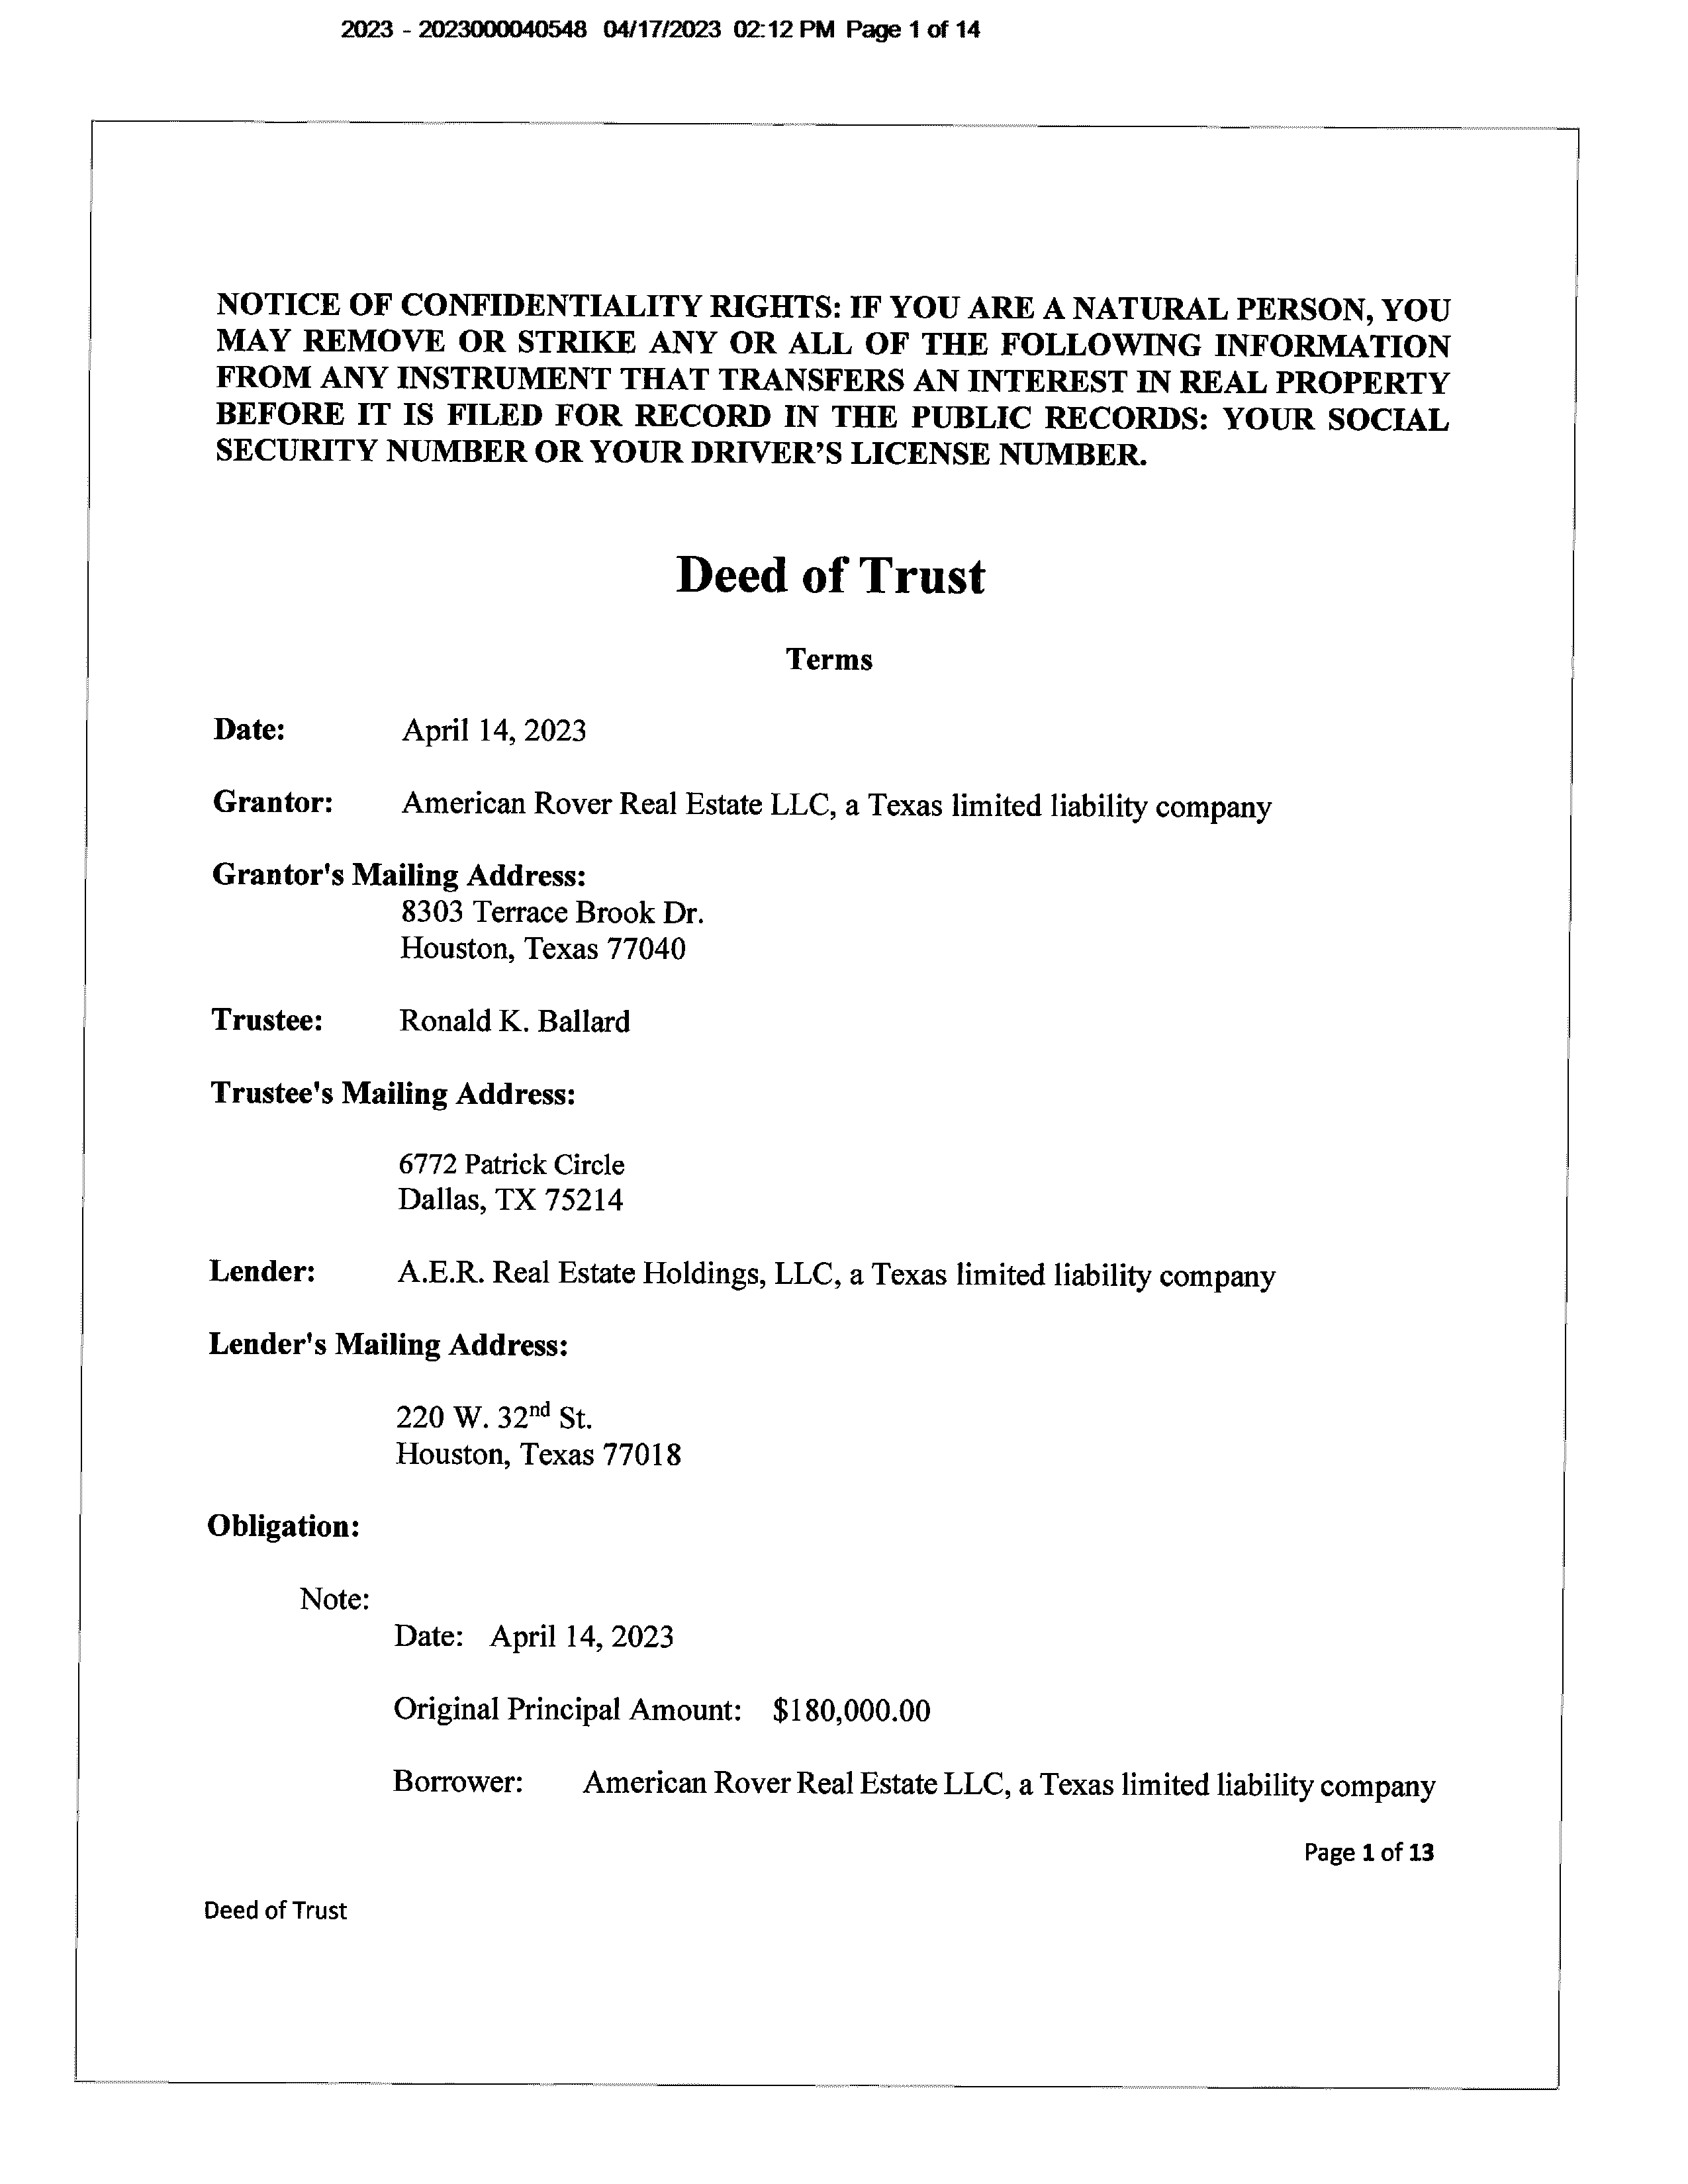 2023 - 2023000040548 04/17/2023 02:12 PM Page 1 of 14
NOTICE OF CONFIDENTIALITY RIGHTS: IF YOU ARE A NATURAL PERSON, YOU
MAY REMOVE OR STRIKE ANY OR ALL OF THE FOLLOWING INFORMATION
FROM ANY INSTRUMENT THAT TRANSFERS AN INTEREST IN REAL PROPERTY
BEFORE IT IS FILED FOR RECORD IN THE PUBLIC RECORDS: YOUR SOCIAL
SECURITY NUMBER OR YOUR DRIVER’S LICENSE NUMBER.
Deed of Trust
Terms
Date: April 14, 2023
Grantor: American Rover Real Estate LLC, a Texas limited liability company
Grantor's Mailing Address:
8303 Terrace Brook Dr.
Houston, Texas 77040
Trustee: Ronald K. Ballard
Trustee's Mailing Address:
6772 Patrick Circle
Dallas, TX 75214
Lender: A.E.R. Real Estate Holdings, LLC, a Texas limited liability company
Lender's Mailing Address:
220 W. 32nd St.
Houston, Texas 77018
Obligation:
Note:
Date: April 14, 2023
Original Principal Amount: $180,000.00
Borrower: American Rover Real Estate LLC, a Texas limited liability company
Page 1 of 13
Deed of Trust